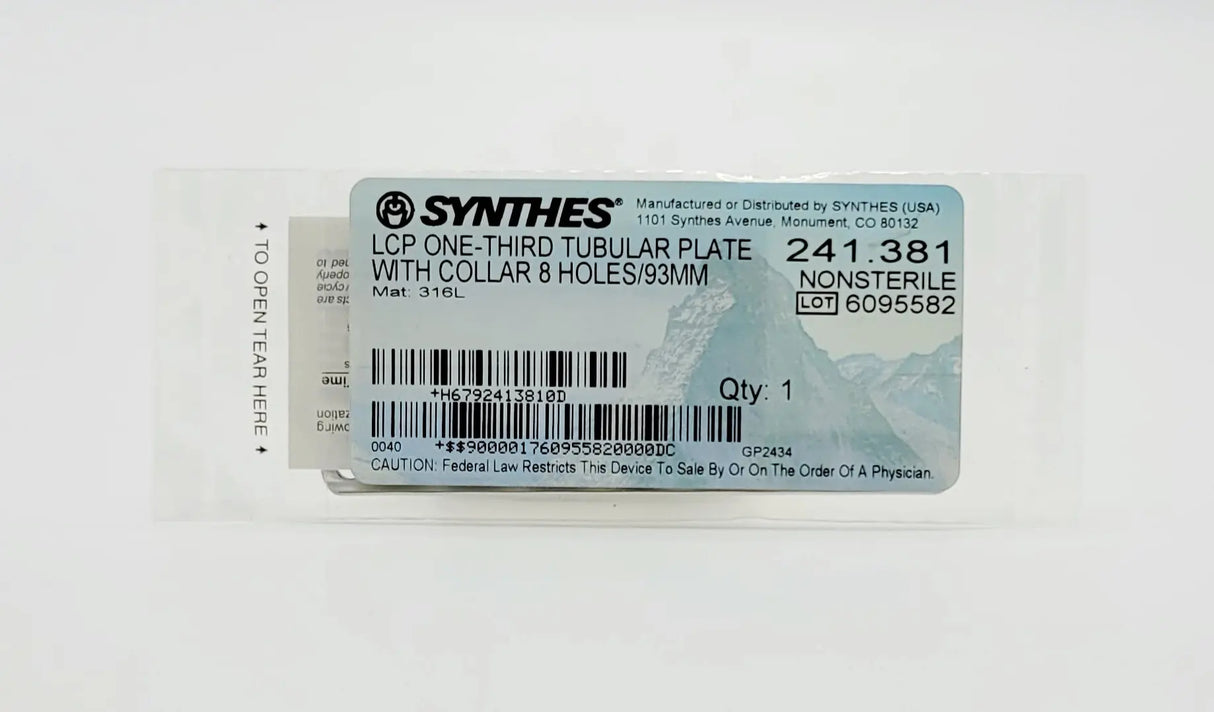 SYNTHES®
Manufactured or Distributed by SYNTHES (USA)
1101 Synthes Avenue, Monument, CO 80132
LCP ONE-THIRD TUBULAR PLATE
WITH COLLAR 8 HOLES/93MM
Mat: 316L
241.381
NONSTERILE
LOT 6095582
+H6792413810D
Qty: 1
0040 +$$900001760955820000DC GP2434
CAUTION: Federal Law Restricts This Device To Sale By Or On The Order Of A Physician.
TO OPEN TEAR HERE